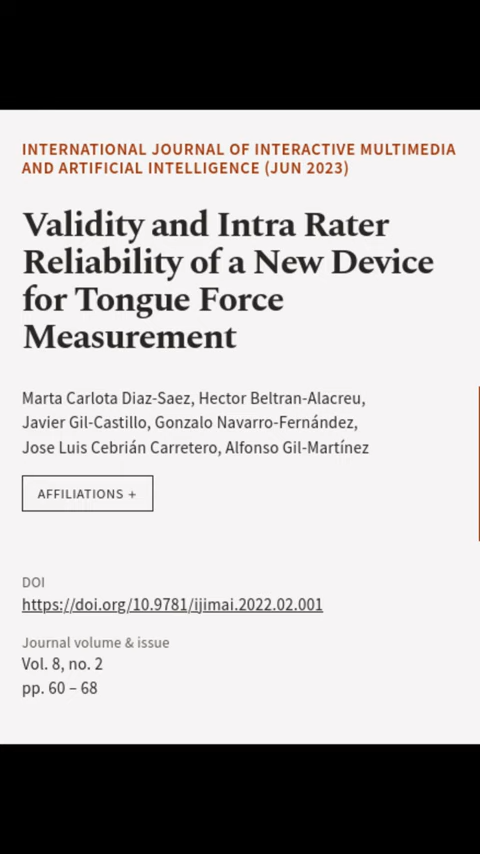 INTERNATIONAL JOURNAL OF INTERACTIVE MULTIMEDIA
AND ARTIFICIAL INTELLIGENCE (JUN 2023)
Validity and Intra Rater
Reliability of a New Device
for Tongue Force
Measurement
Marta Carlota Diaz-Saez, Hector Beltran-Alacreu,
Javier Gil-Castillo, Gonzalo Navarro-Fernández,
Jose Luis Cebrián Carretero, Alfonso Gil-Martínez
AFFILIATIONS +
DOI
https://doi.org/10.9781/ijimai.2022.02.001
Journal volume & issue
Vol. 8, no. 2
pp. 60 – 68